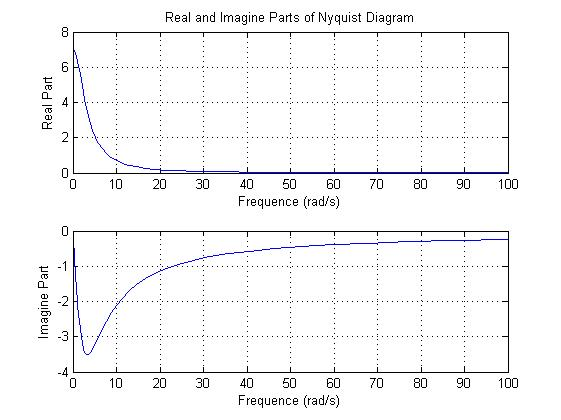 Real and Imagine Parts of Nyquist Diagram
8
6
4
2
0
Real Part
0 10 20 30 40 50 60 70 80 90 100
Frequence (rad/s)
0
-1
-2
-3
-4
Imagine Part
0 10 20 30 40 50 60 70 80 90 100
Frequence (rad/s)